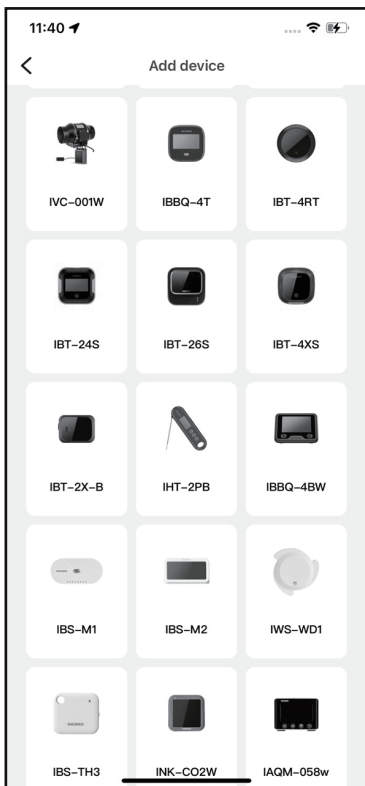 11:40
Add device
IVC-001W
IBBQ-4T
IBT-4RT
IBT-24S
IBT-26S
IBT-4XS
IBT-2X-B
IHT-2PB
IBBQ-4BW
IBS-M1
IBS-M2
IWS-WD1
IBS-TH3
INK-CO2W
IAQM-058w